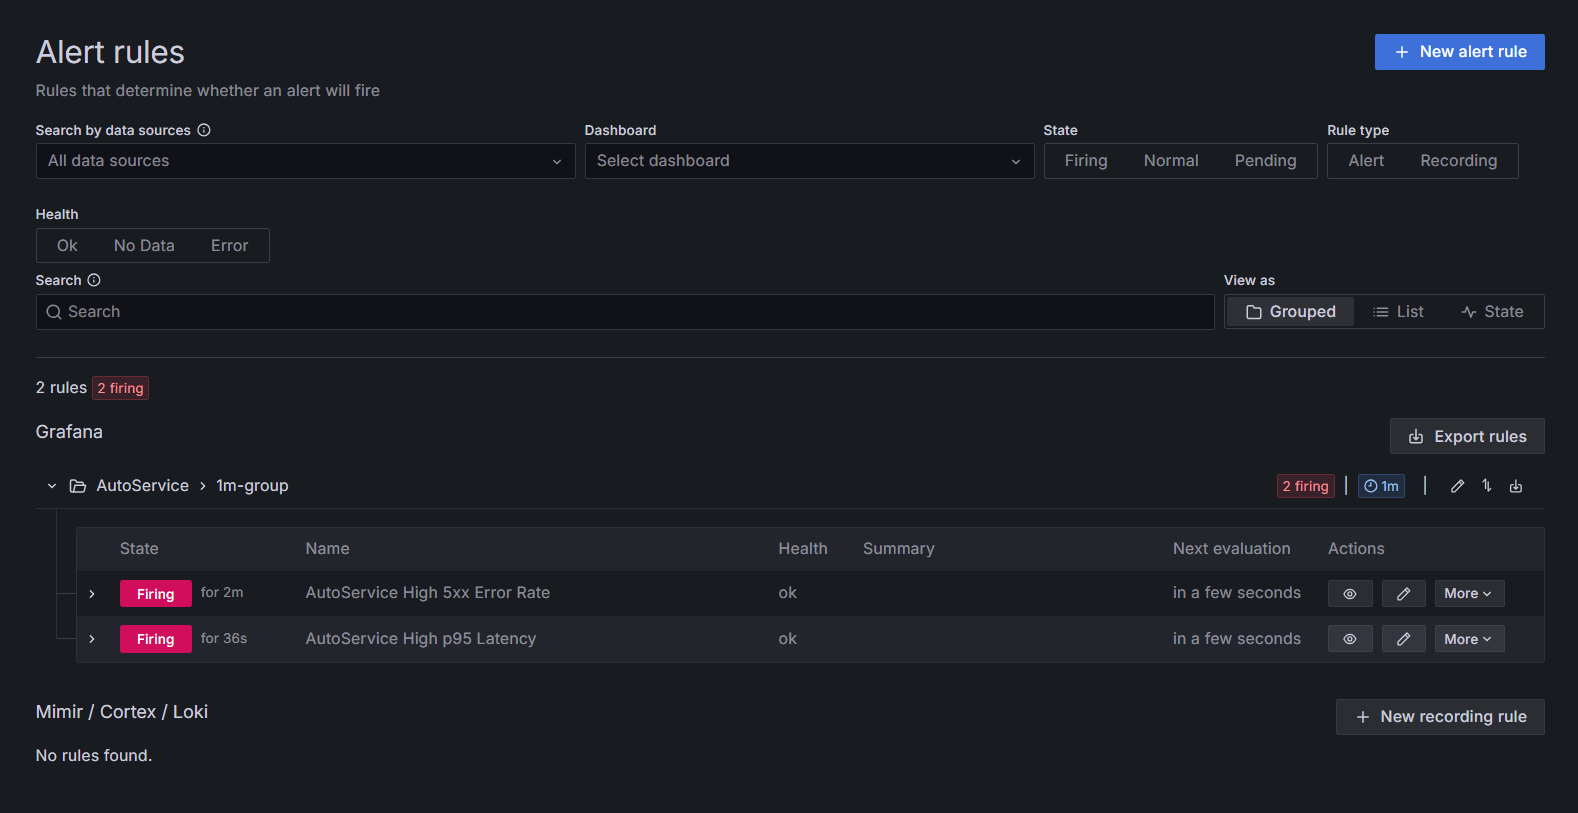 Alert rules
New alert rule
Rules that determine whether an alert will fire
Search by data sources
Dashboard
State
Rule type
All data sources
Select dashboard
Firing Normal Pending
Alert Recording
Health
Ok No Data Error
Search
View as
Search
Grouped List State
2 rules 2 firing
Grafana
Export rules
AutoService > 1m-group
2 firing | 1m |
State Name Health Summary Next evaluation Actions
Firing for 2m AutoService High 5xx Error Rate ok in a few seconds More
Firing for 36s AutoService High p95 Latency ok in a few seconds More
Mimir / Cortex / Loki
New recording rule
No rules found.